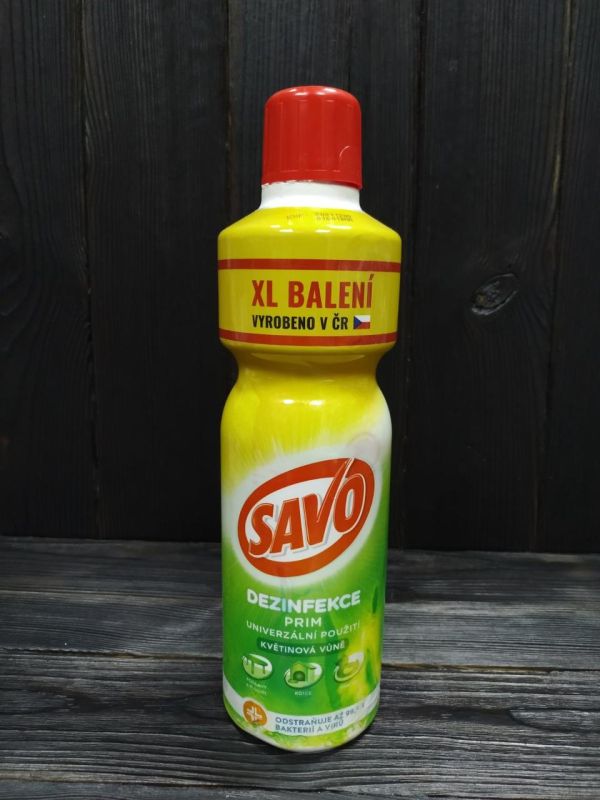 XL BALENÍ
VYROBENO V ČR
SAVO
DEZINFEKCE
PRIM
UNIVERZÁLNÍ POUŽITÍ
KVĚTINOVÁ VŮNĚ
ODSTRAŇUJE AŽ
BAKTERIÍ A VIRŮ